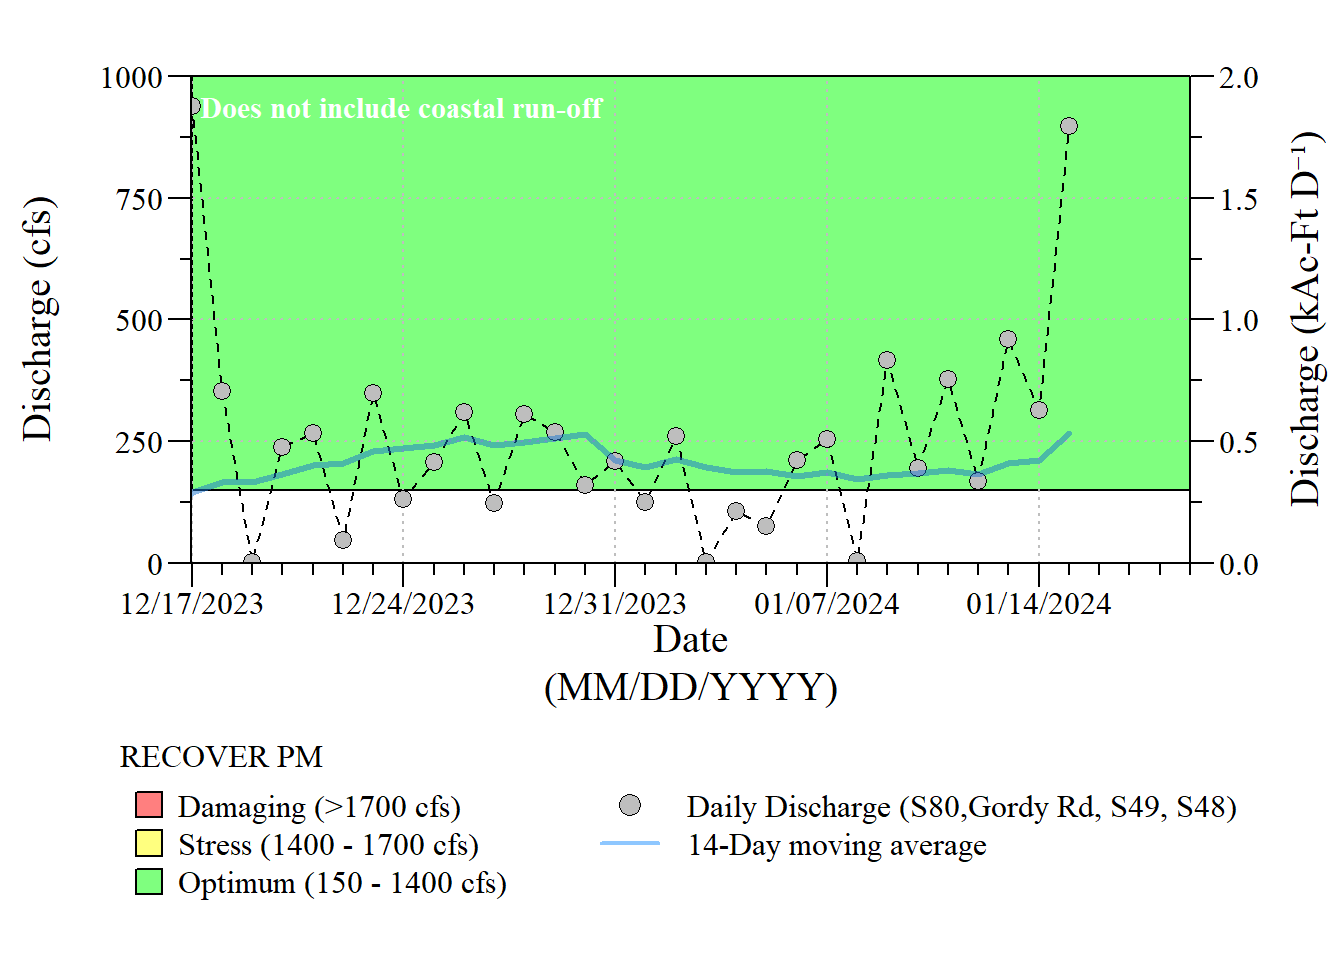 Does not include coastal run-off
1000
750
500
250
0
Discharge (cfs)
2.0
1.5
1.0
0.5
0.0
Discharge (kAc-Ft D⁻¹)
12/17/2023
12/24/2023
12/31/2023
01/07/2024
01/14/2024
Date
(MM/DD/YYYY)
RECOVER PM
Damaging (>1700 cfs)
Stress (1400 - 1700 cfs)
Optimum (150 - 1400 cfs)
Daily Discharge (S80,Gordy Rd, S49, S48)
14-Day moving average